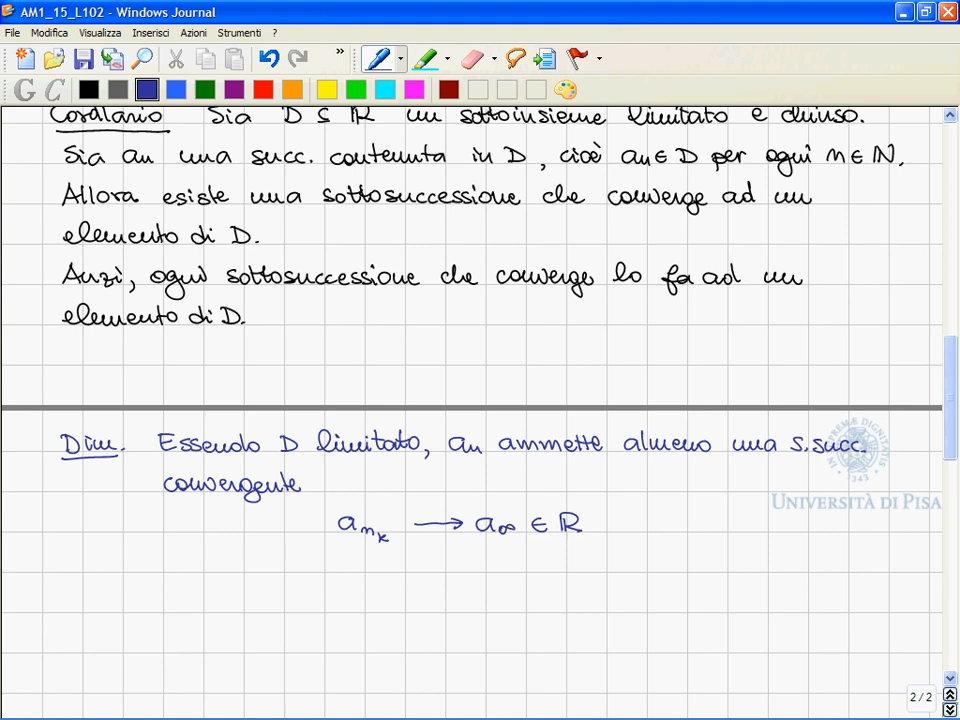 AM1_15_L102 - Windows Journal
File Modifica Visualizza Inserisci Azioni Strumenti ?
G C
Corollario Sia D ⊆ ℝ un sottoinsieme limitato e chiuso.
Sia an una succ. contenuta in D, cioè an ∈ D per ogni n ∈ ℕ.
Allora esiste una sottosuccessione che converge ad un
elemento di D.
Anzi, ogni sottosuccessione che converge lo fa ad un
elemento di D.
Dim. Essendo D limitato, an ammette almeno una s.succ.
convergente
a_{n_k} → a_∞ ∈ ℝ
UNIVERSITÀ DI PISA
2 / 2